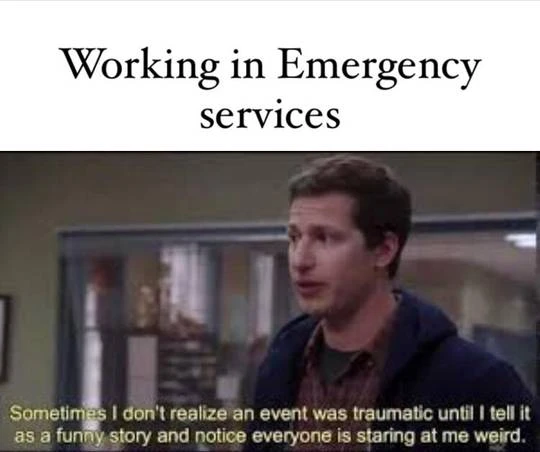 Working in Emergency
services
Sometimes I don't realize an event was traumatic until I tell it
as a funny story and notice everyone is staring at me weird.